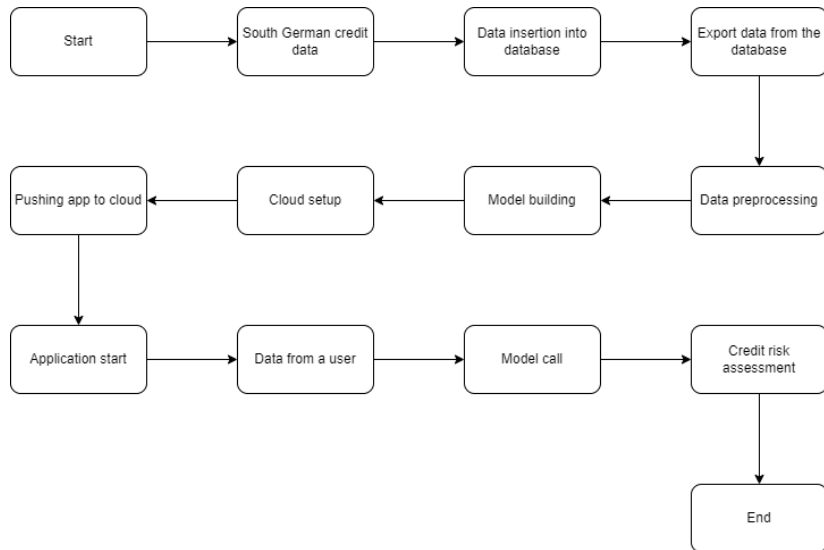 Start
South German credit
data
Data insertion into
database
Export data from the
database
Pushing app to cloud
Cloud setup
Model building
Data preprocessing
Application start
Data from a user
Model call
Credit risk
assessment
End